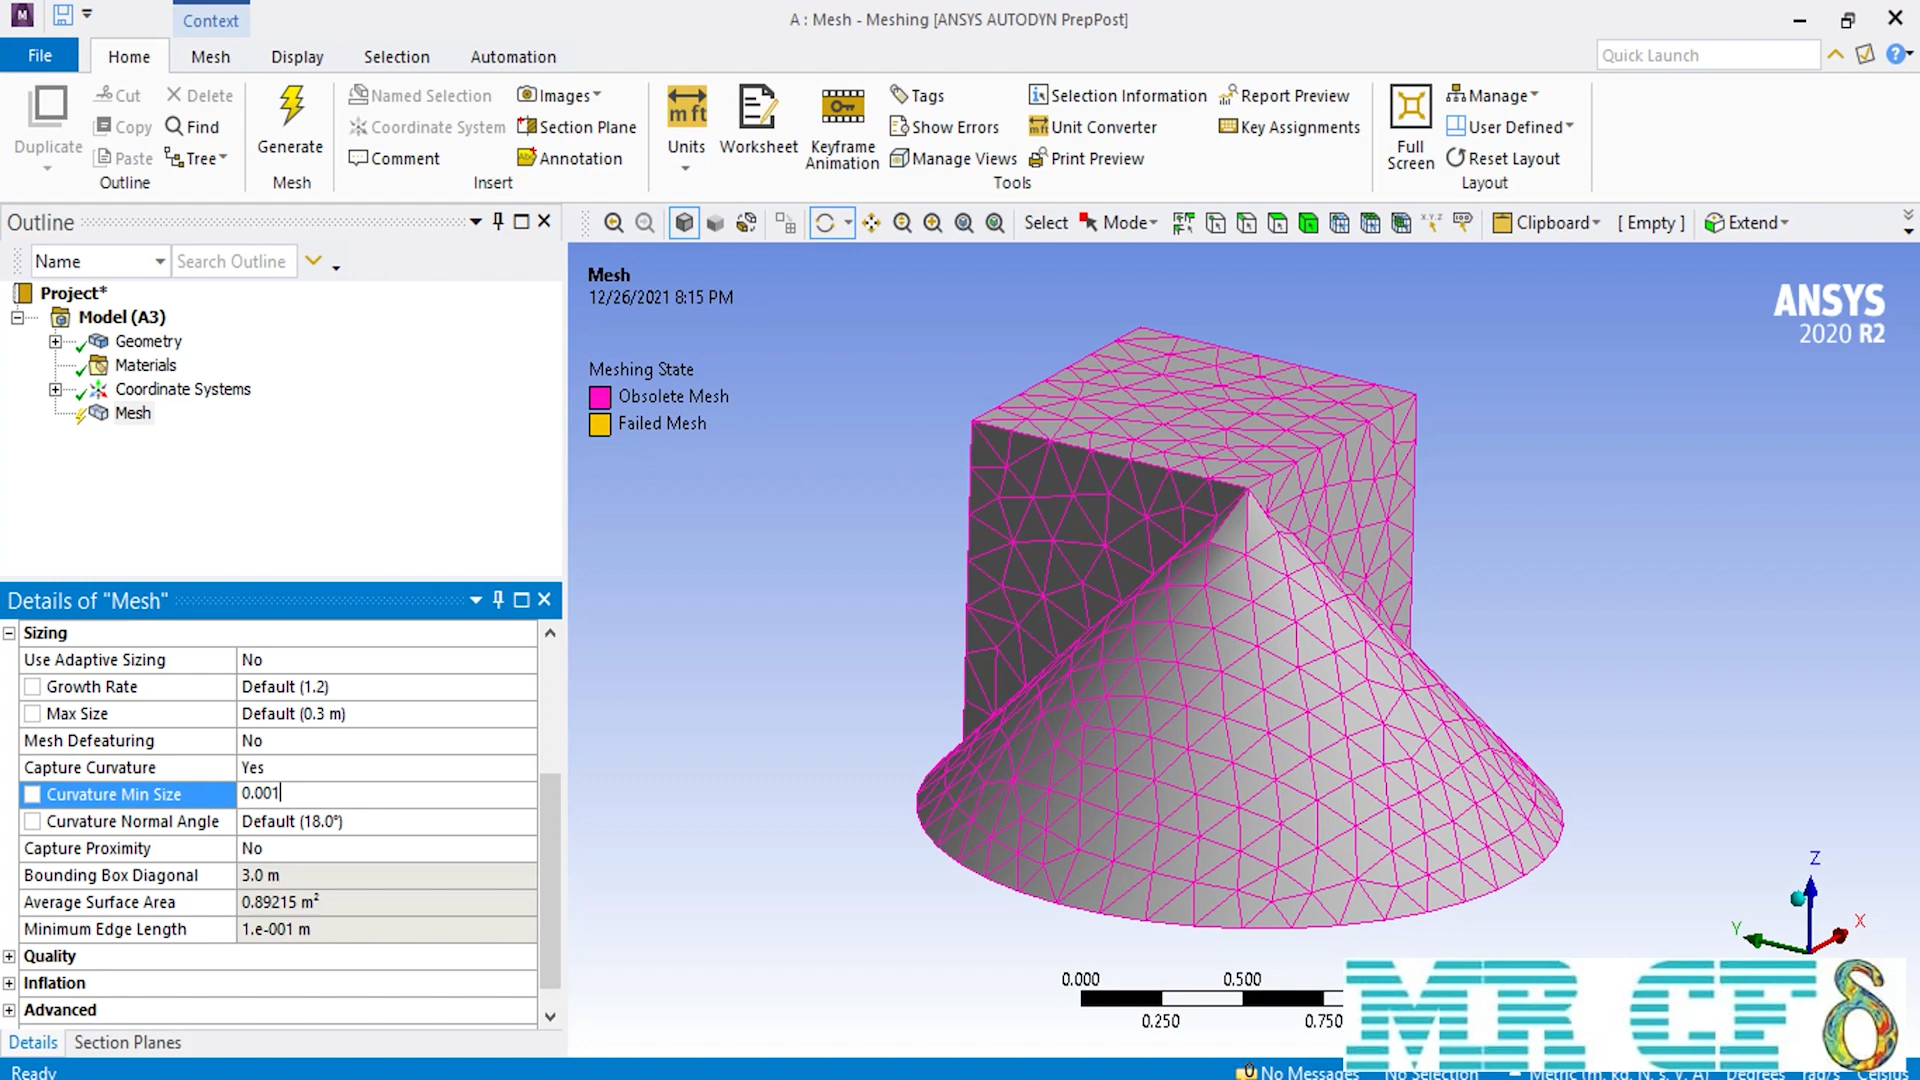 Context
A : Mesh - Meshing [ANSYS AUTODYN PrepPost]
File Home Mesh Display Selection Automation
Quick Launch
Duplicate
Cut
Copy
Paste
Delete
Find
Tree
Outline
Generate
Mesh
Named Selection
Coordinate System
Comment
Images
Section Plane
Annotation
Insert
mft
Units
Worksheet
Keyframe
Animation
Tags
Show Errors
Manage Views
Selection Information
Unit Converter
Print Preview
Report Preview
Key Assignments
Tools
Full
Screen
Manage
User Defined
Reset Layout
Layout
Outline
Name Search Outline
Project*
Model (A3)
Geometry
Materials
Coordinate Systems
Mesh
Select Mode Clipboard [ Empty ] Extend
Mesh
12/26/2021 8:15 PM
Meshing State
Obsolete Mesh
Failed Mesh
ANSYS
2020 R2
Details of "Mesh"
Sizing
Use Adaptive Sizing No
Growth Rate Default (1.2)
Max Size Default (0.3 m)
Mesh Defeaturing No
Capture Curvature Yes
Curvature Min Size 0.001
Curvature Normal Angle Default (18.0°)
Capture Proximity No
Bounding Box Diagonal 3.0 m
Average Surface Area 0.89215 m²
Minimum Edge Length 1.e-001 m
Quality
Inflation
Advanced
Details Section Planes
Z
Y
X
0.000 0.500
0.250 0.750
MR CF
Ready
No Messages No Selection Metric (m, kg, N, s, V, A) Degrees rad/s Celsius